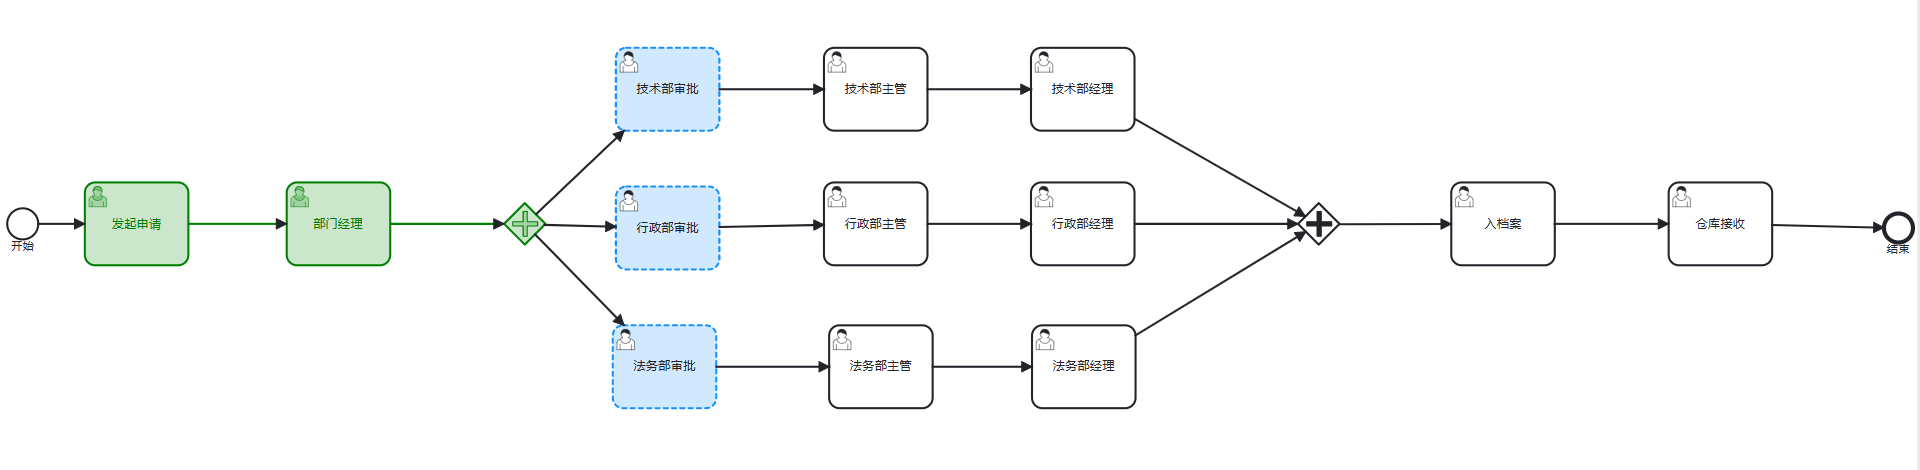 开始
发起申请
部门经理
技术部审批
技术部主管
技术部经理
行政部审批
行政部主管
行政部经理
法务部审批
法务部主管
法务部经理
入档案
仓库接收
结束